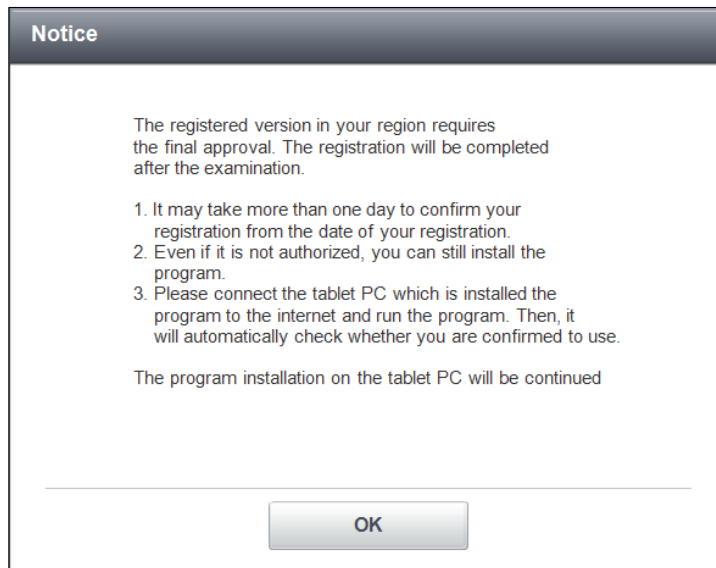 Notice
The registered version in your region requires
the final approval. The registration will be completed
after the examination.
1. It may take more than one day to confirm your
registration from the date of your registration.
2. Even if it is not authorized, you can still install the
program.
3. Please connect the tablet PC which is installed the
program to the internet and run the program. Then, it
will automatically check whether you are confirmed to use.
The program installation on the tablet PC will be continued
OK